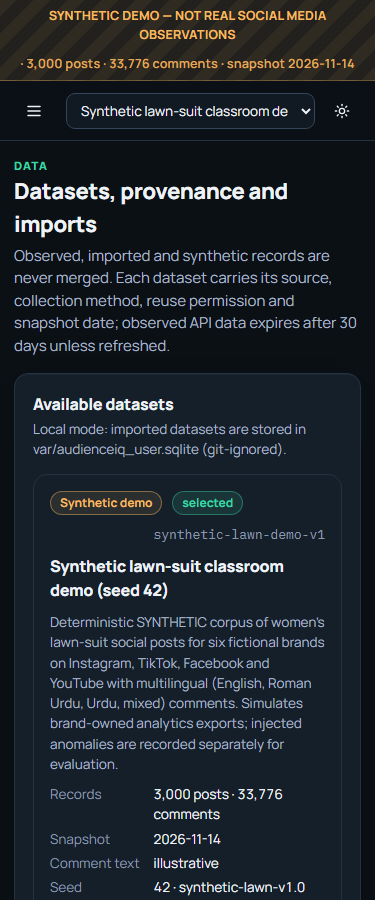 SYNTHETIC DEMO — NOT REAL SOCIAL MEDIA
OBSERVATIONS
· 3,000 posts · 33,776 comments · snapshot 2026-11-14
Synthetic lawn-suit classroom de
DATA
Datasets, provenance and
imports
Observed, imported and synthetic records are
never merged. Each dataset carries its source,
collection method, reuse permission and
snapshot date; observed API data expires after 30
days unless refreshed.
Available datasets
Local mode: imported datasets are stored in
var/audienceiq_user.sqlite (git-ignored).
Synthetic demo selected
synthetic-lawn-demo-v1
Synthetic lawn-suit classroom
demo (seed 42)
Deterministic SYNTHETIC corpus of women's
lawn-suit social posts for six fictional brands
on Instagram, TikTok, Facebook and
YouTube with multilingual (English, Roman
Urdu, Urdu, mixed) comments. Simulates
brand-owned analytics exports; injected
anomalies are recorded separately for
evaluation.
Records 3,000 posts · 33,776
comments
Snapshot 2026-11-14
Comment text illustrative
Seed 42 · synthetic-lawn-v1.0